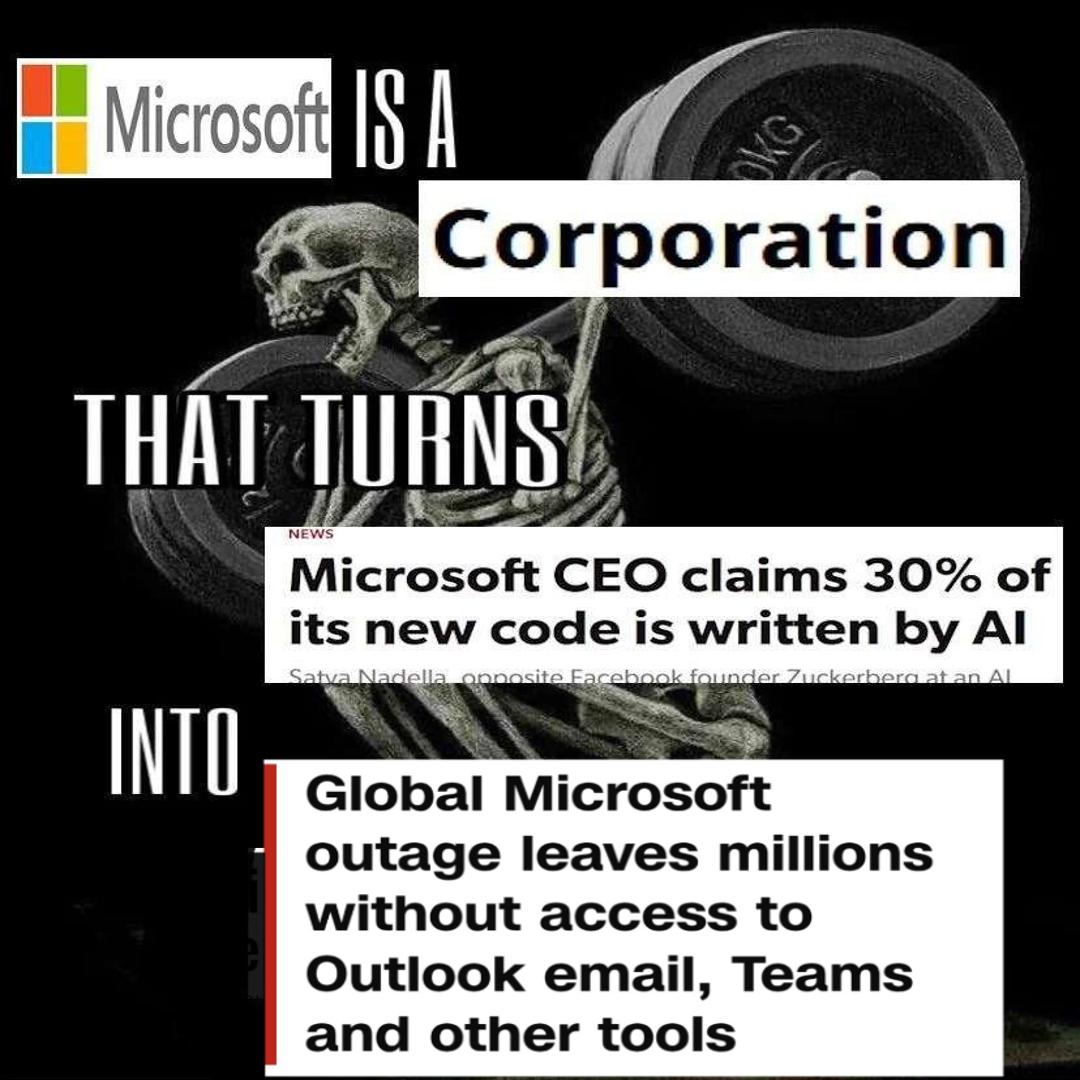 Microsoft IS A
0KG
Corporation
THAT TURNS
NEWS
Microsoft CEO claims 30% of
its new code is written by AI
Satya Nadella, opposite Facebook founder Zuckerberg at an AI
INTO
Global Microsoft
outage leaves millions
without access to
Outlook email, Teams
and other tools